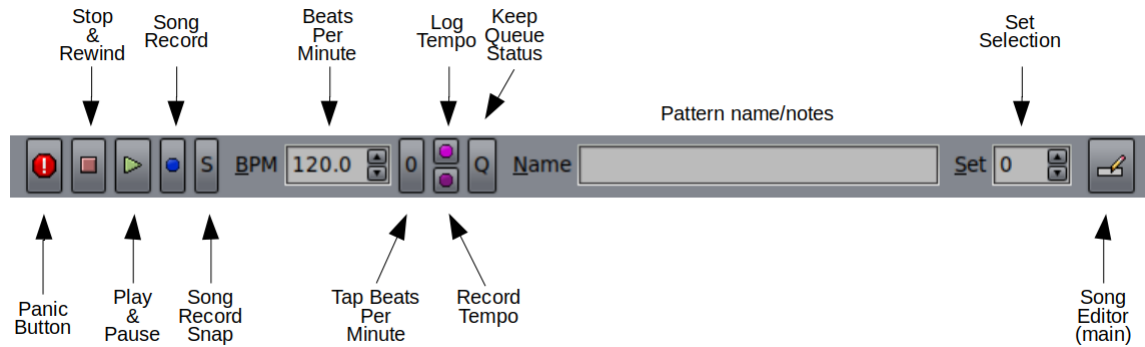 Stop
&
Rewind
Song
Record
Beats
Per
Minute
Log
Tempo
Keep
Queue
Status
Set
Selection
Pattern name/notes
S
BPM
120.0
0
Q
Name
Set
0
Panic
Button
Play
&
Pause
Song
Record
Snap
Tap Beats
Per
Minute
Record
Tempo
Song
Editor
(main)